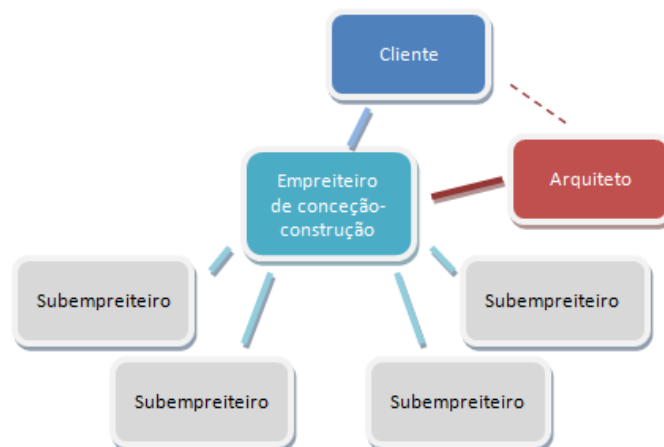 Cliente
Arquiteto
Empreiteiro
de conceção-
construção
Subempreiteiro
Subempreiteiro
Subempreiteiro
Subempreiteiro